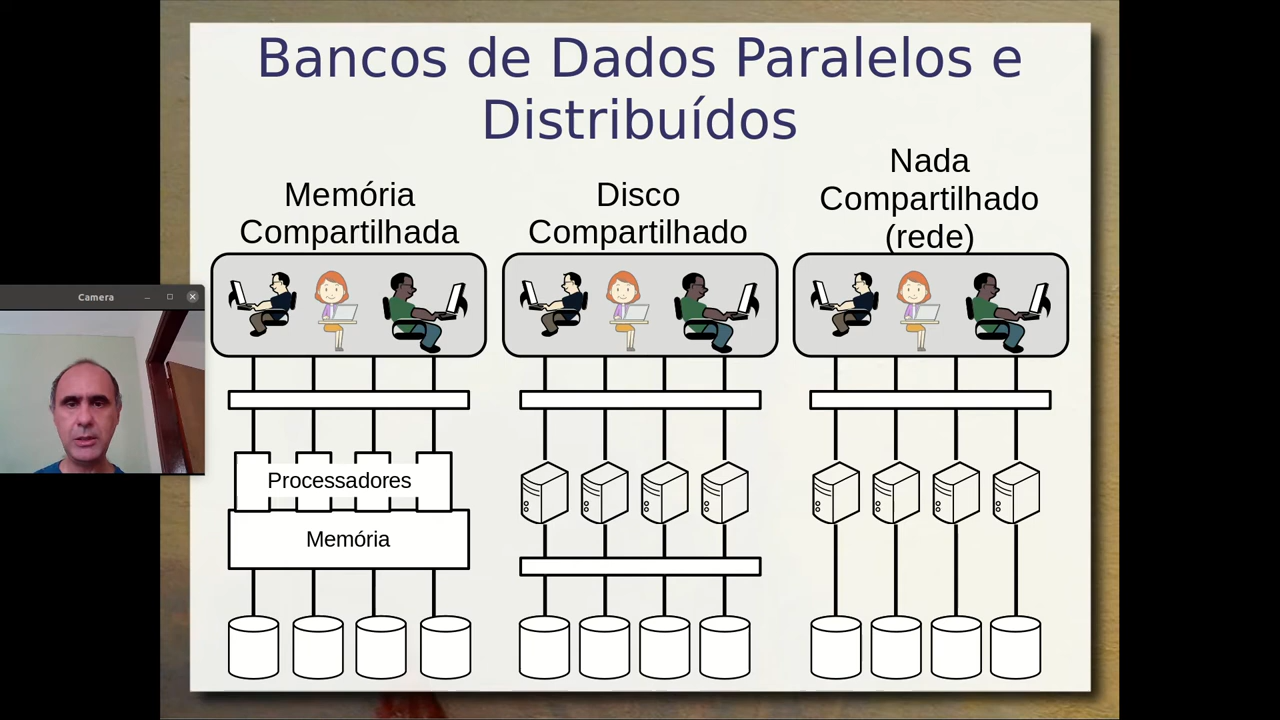 Bancos de Dados Paralelos e
Distribuídos
Memória
Compartilhada
Disco
Compartilhado
Nada
Compartilhado
(rede)
Camera
Processadores
Memória